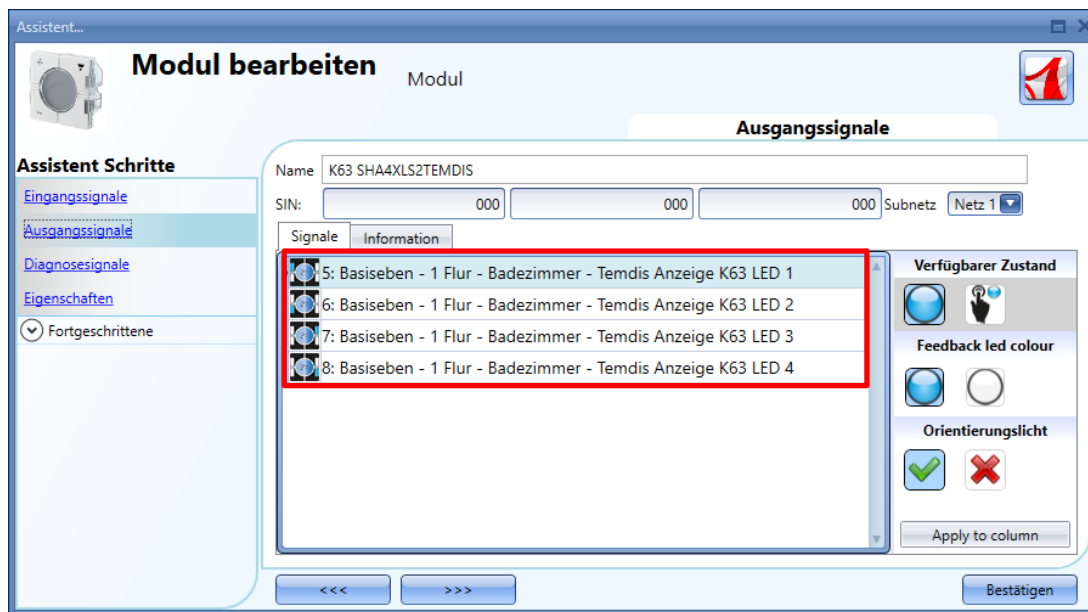 Assistent...
Modul bearbeiten
Modul
Ausgangssignale
Assistent Schritte
Eingangssignale
Ausgangssignale
Diagnosesignale
Eigenschaften
Fortgeschrittene
Name K63 SHA4XLS2TEMDIS
SIN: 000 000 000 Subnetz Netz 1
Signale Information
5: Basiseben - 1 Flur - Badezimmer - Temdis Anzeige K63 LED 1
6: Basiseben - 1 Flur - Badezimmer - Temdis Anzeige K63 LED 2
7: Basiseben - 1 Flur - Badezimmer - Temdis Anzeige K63 LED 3
8: Basiseben - 1 Flur - Badezimmer - Temdis Anzeige K63 LED 4
Verfügbarer Zustand
Feedback led colour
Orientierungslicht
Apply to column
<<< >>> Bestätigen